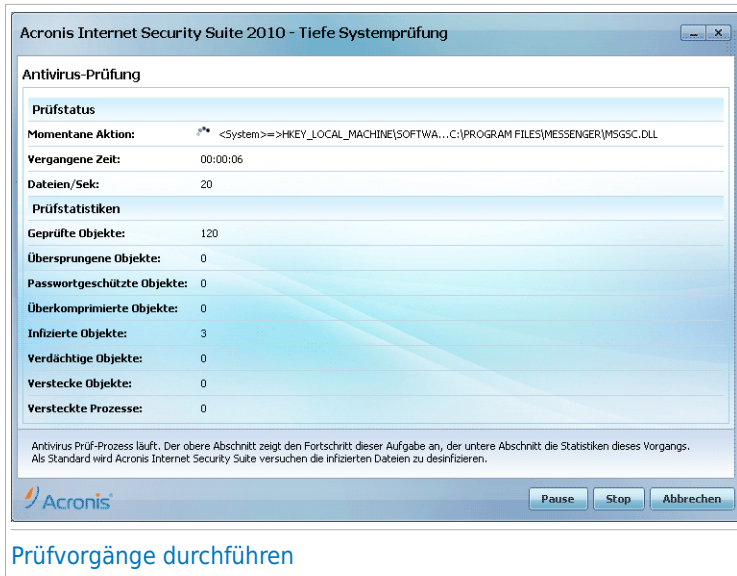 Acronis Internet Security Suite 2010 - Tiefe Systemprüfung
Antivirus-Prüfung
Prüfstatus
Momentane Aktion: <System>=>HKEY_LOCAL_MACHINE\SOFTWA...C:\PROGRAM FILES\MESSENGER\MSGSC.DLL
Vergangene Zeit: 00:00:06
Dateien/Sek: 20
Prüfstatistiken
Geprüfte Objekte: 120
Übersprungene Objekte: 0
Passwortgeschützte Objekte: 0
Überkomprimierte Objekte: 0
Infizierte Objekte: 3
Verdächtige Objekte: 0
Verstecke Objekte: 0
Versteckte Prozesse: 0
Antivirus Prüf-Prozess läuft. Der obere Abschnitt zeigt den Fortschritt dieser Aufgabe an, der untere Abschnitt die Statistiken dieses Vorgangs.
Als Standard wird Acronis Internet Security Suite versuchen die infizierten Dateien zu desinfizieren.
Acronis Pause Stop Abbrechen
Prüfvorgänge durchführen